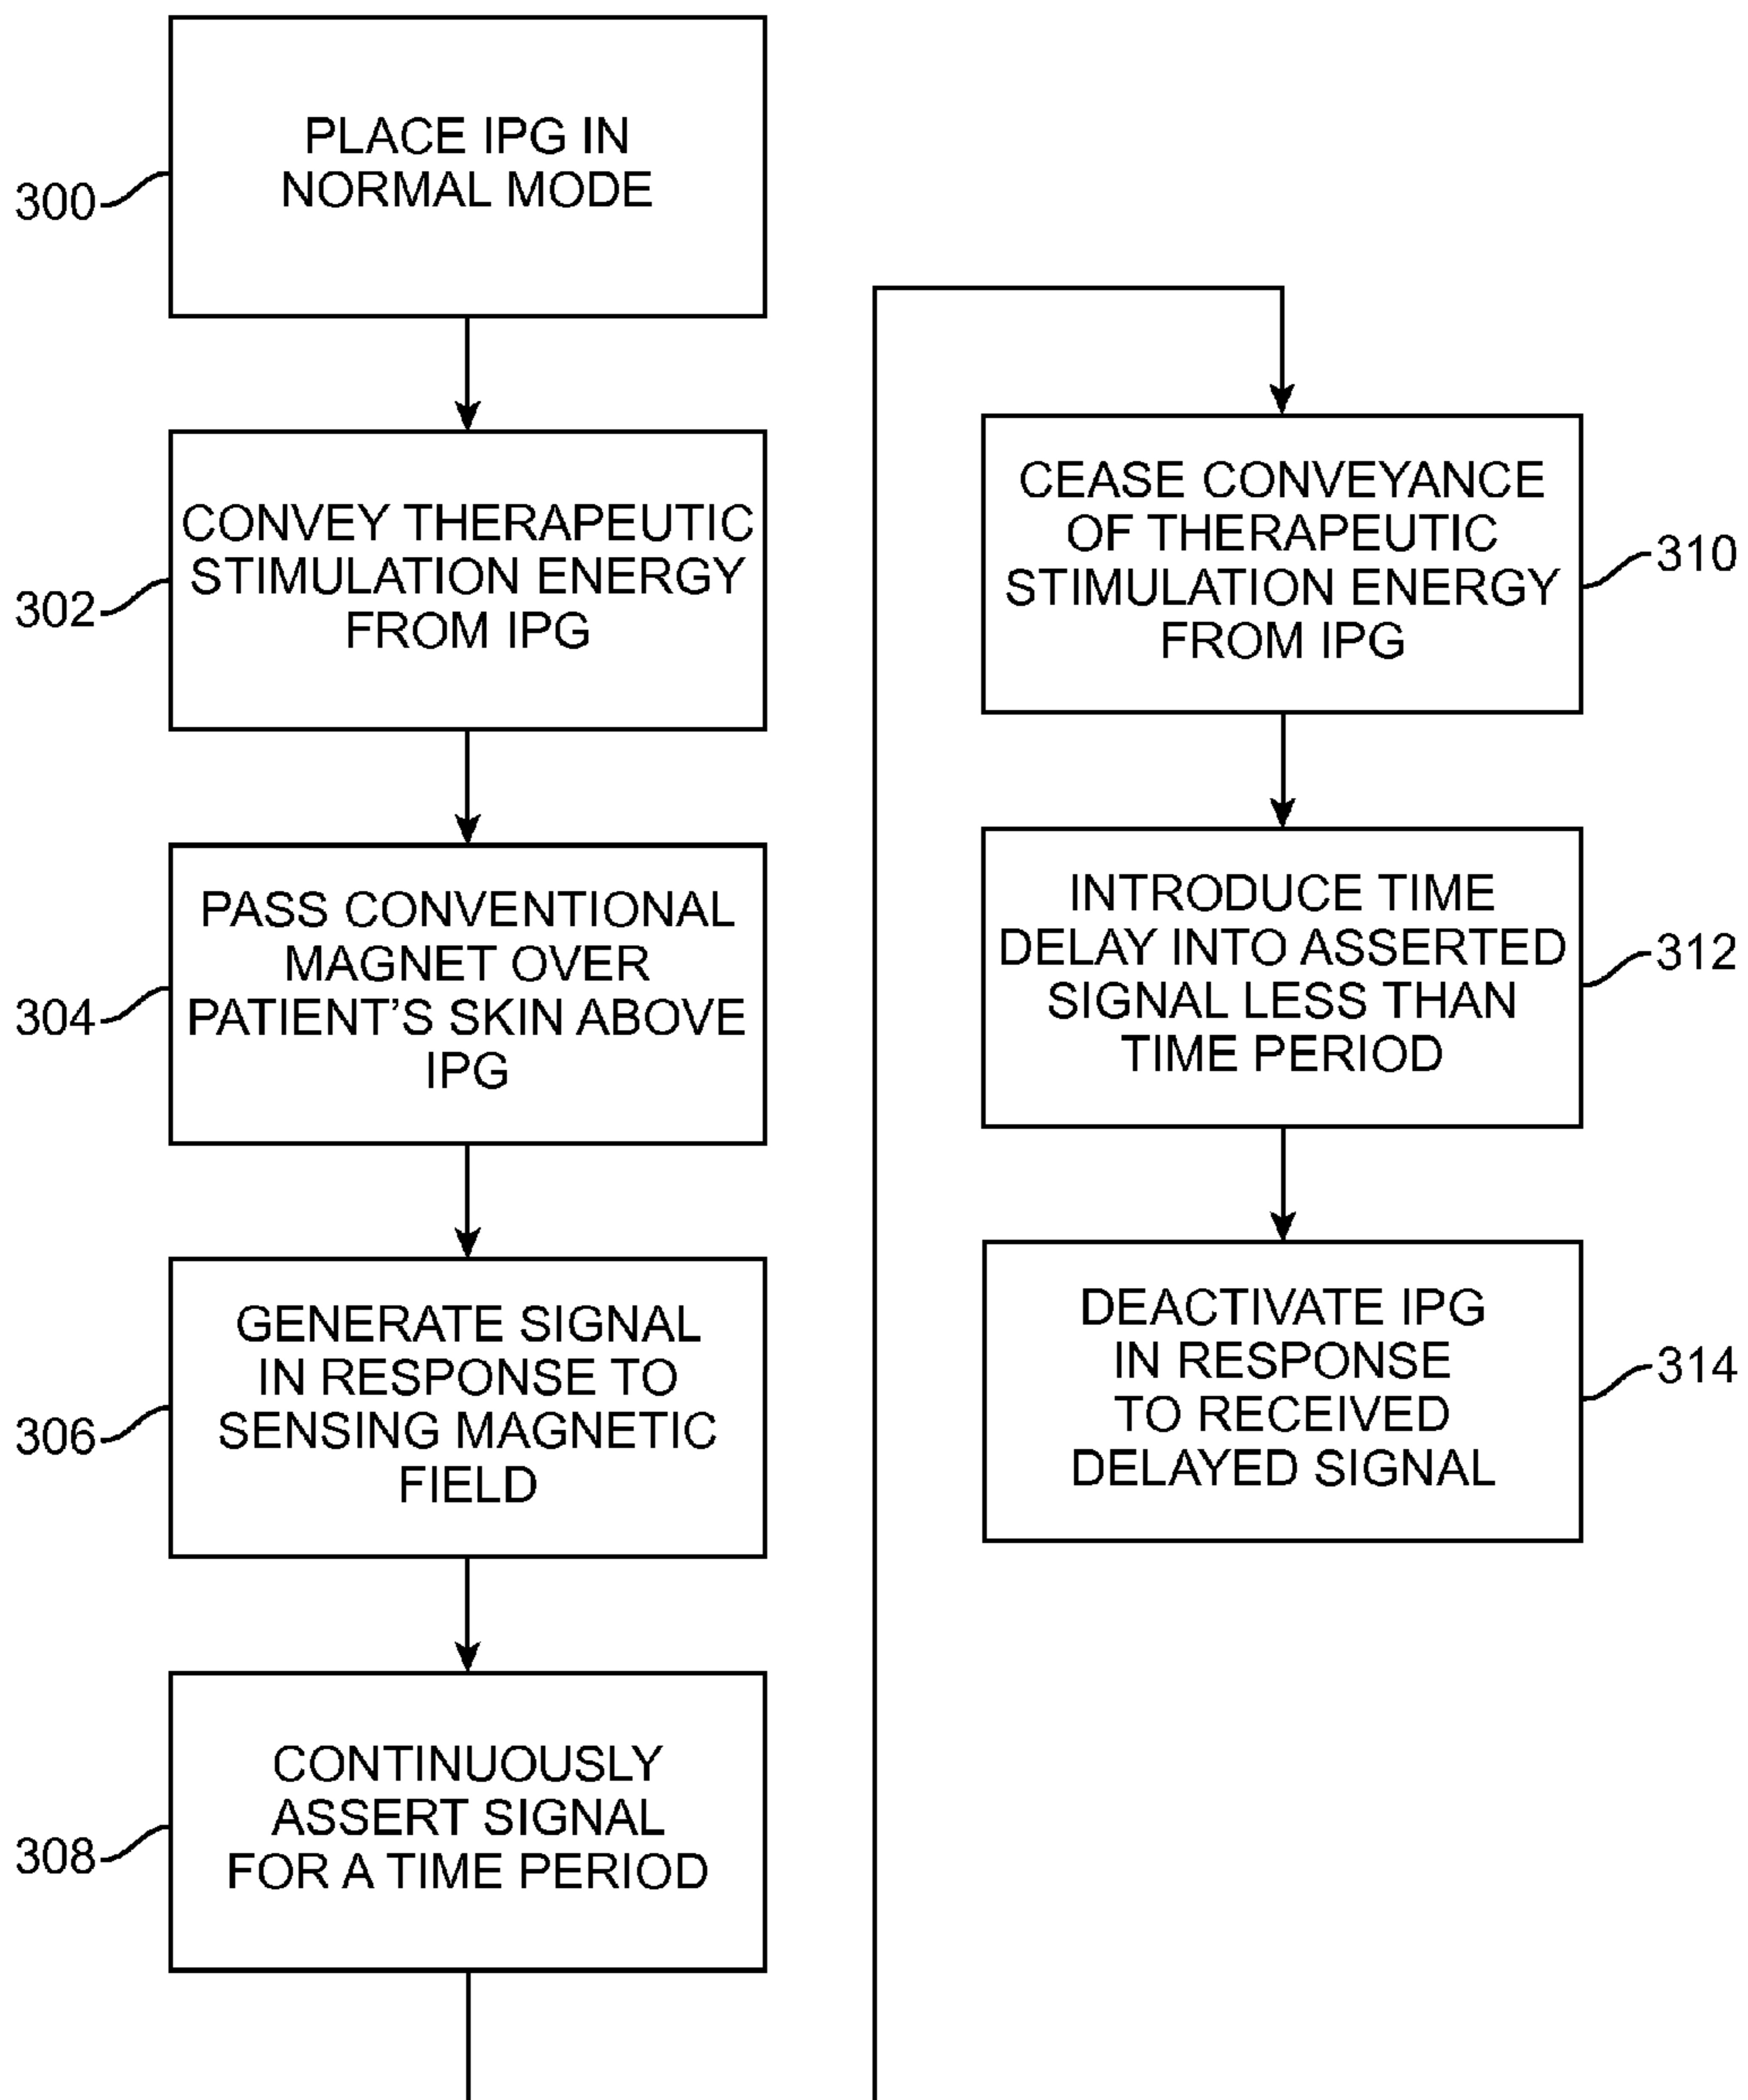 300
PLACE IPG IN
NORMAL MODE
302
CONVEY THERAPEUTIC
STIMULATION ENERGY
FROM IPG
304
PASS CONVENTIONAL
MAGNET OVER
PATIENT'S SKIN ABOVE
IPG
306
GENERATE SIGNAL
IN RESPONSE TO
SENSING MAGNETIC
FIELD
308
CONTINUOUSLY
ASSERT SIGNAL
FOR A TIME PERIOD
CEASE CONVEYANCE
OF THERAPEUTIC
STIMULATION ENERGY
FROM IPG
310
INTRODUCE TIME
DELAY INTO ASSERTED
SIGNAL LESS THAN
TIME PERIOD
312
DEACTIVATE IPG
IN RESPONSE
TO RECEIVED
DELAYED SIGNAL
314